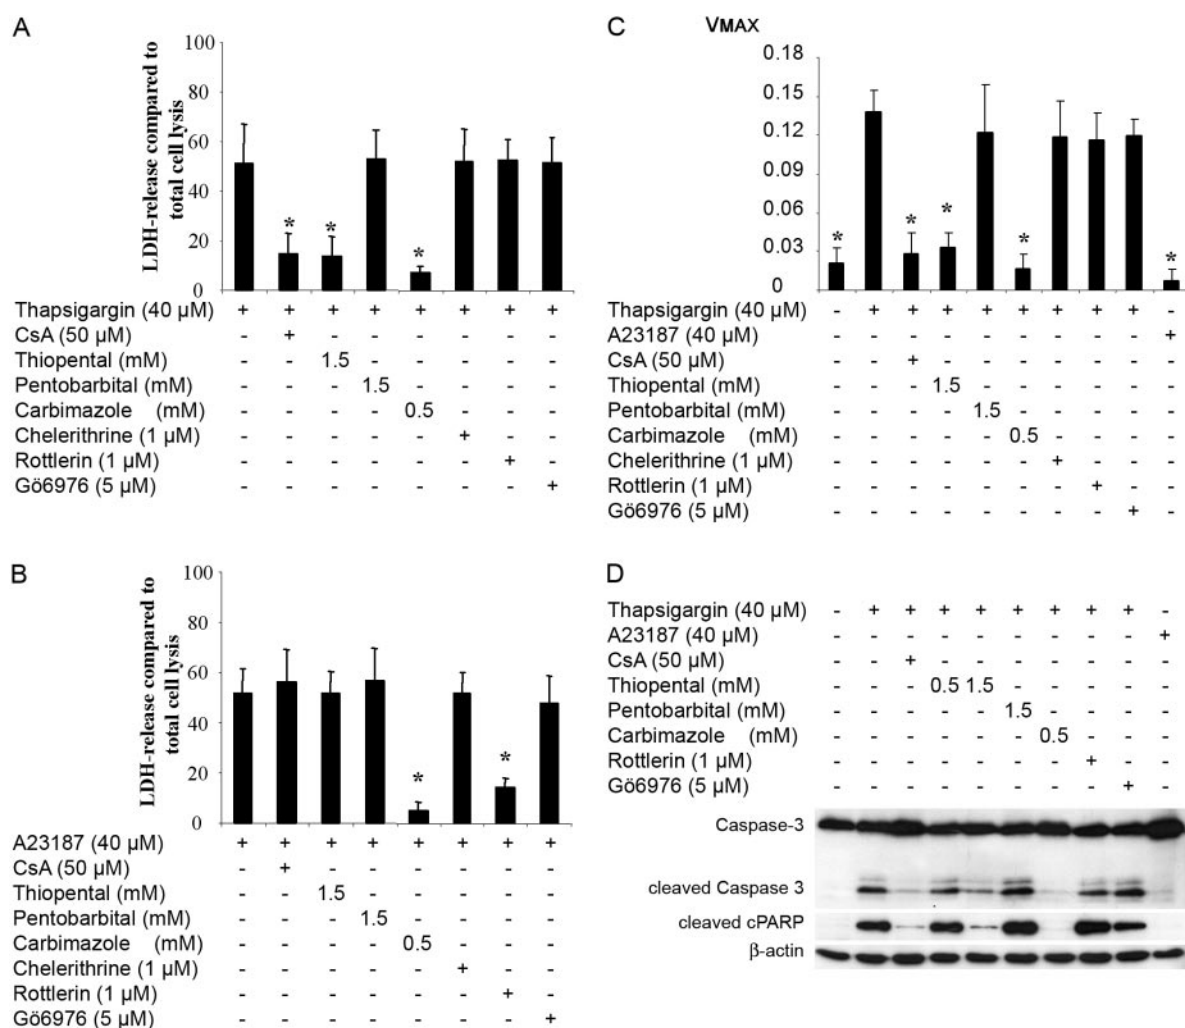 A
LDH-release compared to
total cell lysis
100
80
60
40
20
0
* * *
Thapsigargin (40 µM) + + + + + + + +
CsA (50 µM) - + - - - - - -
Thiopental (mM) - - 1.5 - - - - -
Pentobarbital (mM) - - - 1.5 - - - -
Carbimazole (mM) - - - - 0.5 - - -
Chelerithrine (1 µM) - - - - - + - -
Rottlerin (1 µM) - - - - - - + -
Gö6976 (5 µM) - - - - - - - +
B
LDH-release compared to
total cell lysis
100
80
60
40
20
0
* *
A23187 (40 µM) + + + + + + + +
CsA (50 µM) - + - - - - - -
Thiopental (mM) - - 1.5 - - - - -
Pentobarbital (mM) - - - 1.5 - - - -
Carbimazole (mM) - - - - 0.5 - - -
Chelerithrine (1 µM) - - - - - + - -
Rottlerin (1 µM) - - - - - - + -
Gö6976 (5 µM) - - - - - - - +
C
VMAX
0.18
0.15
0.12
0.09
0.06
0.03
0
* * * * *
Thapsigargin (40 µM) - + + + + + + + + -
A23187 (40 µM) - - - - - - - - - +
CsA (50 µM) - - + - - - - - - -
Thiopental (mM) - - - 1.5 - - - - - -
Pentobarbital (mM) - - - - 1.5 - - - - -
Carbimazole (mM) - - - - - 0.5 - - - -
Chelerithrine (1 µM) - - - - - - + - - -
Rottlerin (1 µM) - - - - - - - + - -
Gö6976 (5 µM) - - - - - - - - + -
D
Thapsigargin (40 µM) - + + + + + + + + -
A23187 (40 µM) - - - - - - - - - +
CsA (50 µM) - - + - - - - - - -
Thiopental (mM) - - - 0.5 1.5 - - - - -
Pentobarbital (mM) - - - - - 1.5 - - - -
Carbimazole (mM) - - - - - - 0.5 - - -
Rottlerin (1 µM) - - - - - - - + - -
Gö6976 (5 µM) - - - - - - - - + -
Caspase-3
cleaved Caspase 3
cleaved cPARP
β-actin